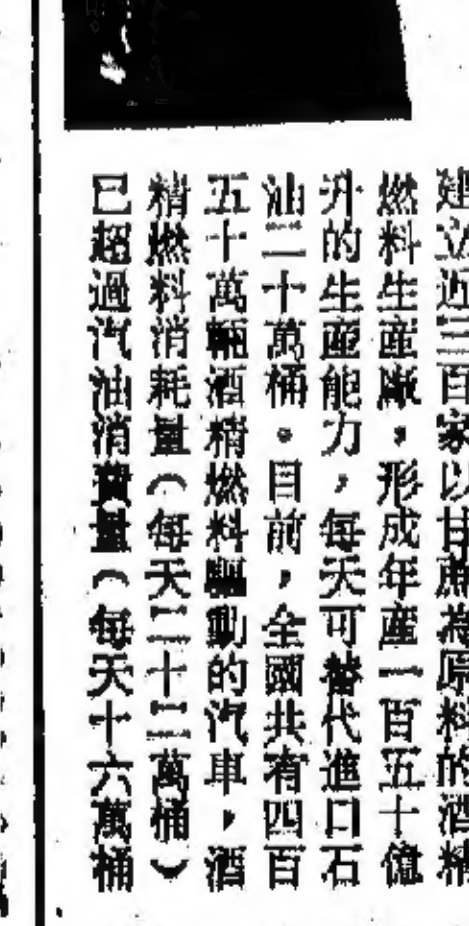 建立近三百家以甘蔗為原料的酒精
燃料生產廠，形成年產一百五十億
升的生產能力，每天可替代進口石
油二十萬桶。目前，全國共有四百
五十萬輛酒精燃料驅動的汽車，酒
精燃料消耗量（每天二十二萬桶）
已超過汽油消費量（每天十六萬桶